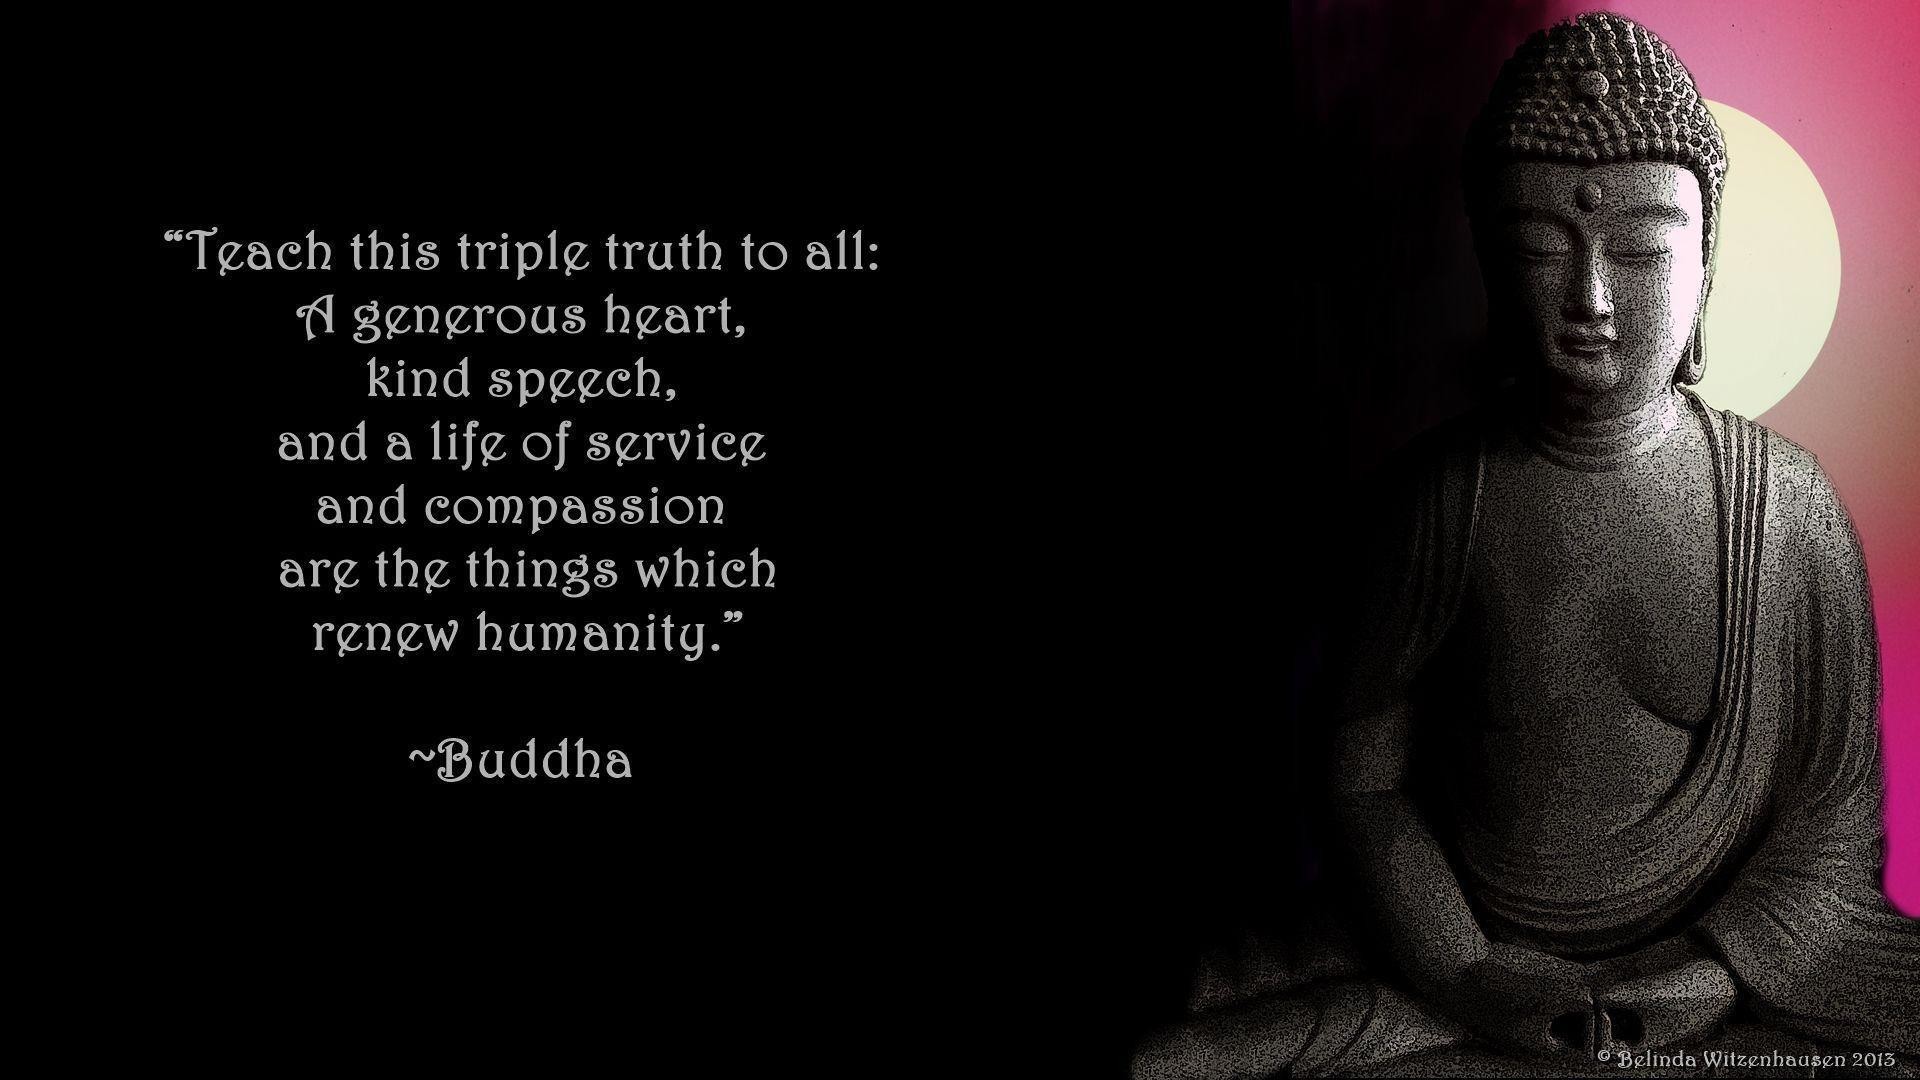 “Teach this triple truth to all:
A generous heart,
kind speech,
and a life of service
and compassion
are the things which
renew humanity.”
~Buddha
© Belinda Witzenhausen 2013